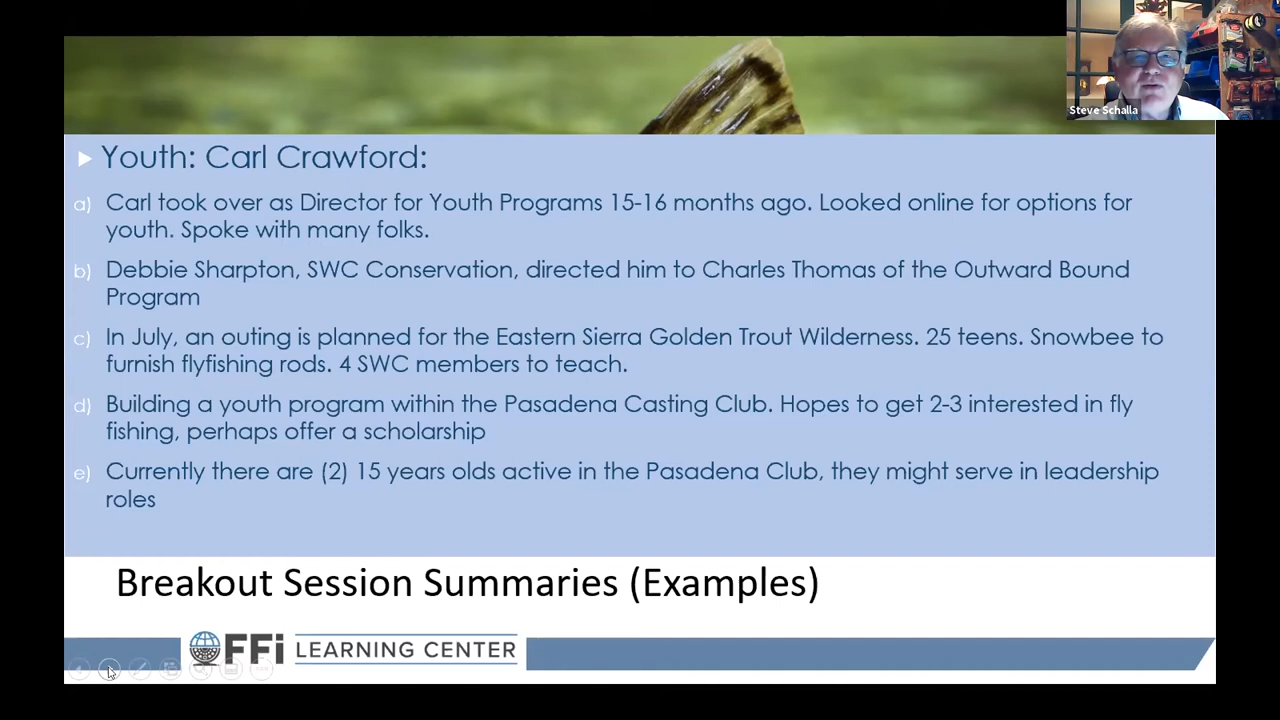 Steve Schalla
Youth: Carl Crawford:
a) Carl took over as Director for Youth Programs 15-16 months ago. Looked online for options for
youth. Spoke with many folks.
b) Debbie Sharpton, SWC Conservation, directed him to Charles Thomas of the Outward Bound
Program
c) In July, an outing is planned for the Eastern Sierra Golden Trout Wilderness. 25 teens. Snowbee to
furnish flyfishing rods. 4 SWC members to teach.
d) Building a youth program within the Pasadena Casting Club. Hopes to get 2-3 interested in fly
fishing, perhaps offer a scholarship
e) Currently there are (2) 15 years olds active in the Pasadena Club, they might serve in leadership
roles
Breakout Session Summaries (Examples)
FFi LEARNING CENTER